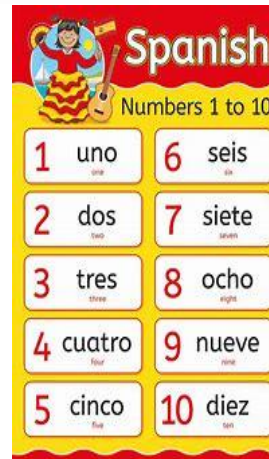 Spanish
Numbers 1 to 10
1 uno
one
2 dos
two
3 tres
three
4 cuatro
four
5 cinco
five
6 seis
six
7 siete
seven
8 ocho
eight
9 nueve
nine
10 diez
ten